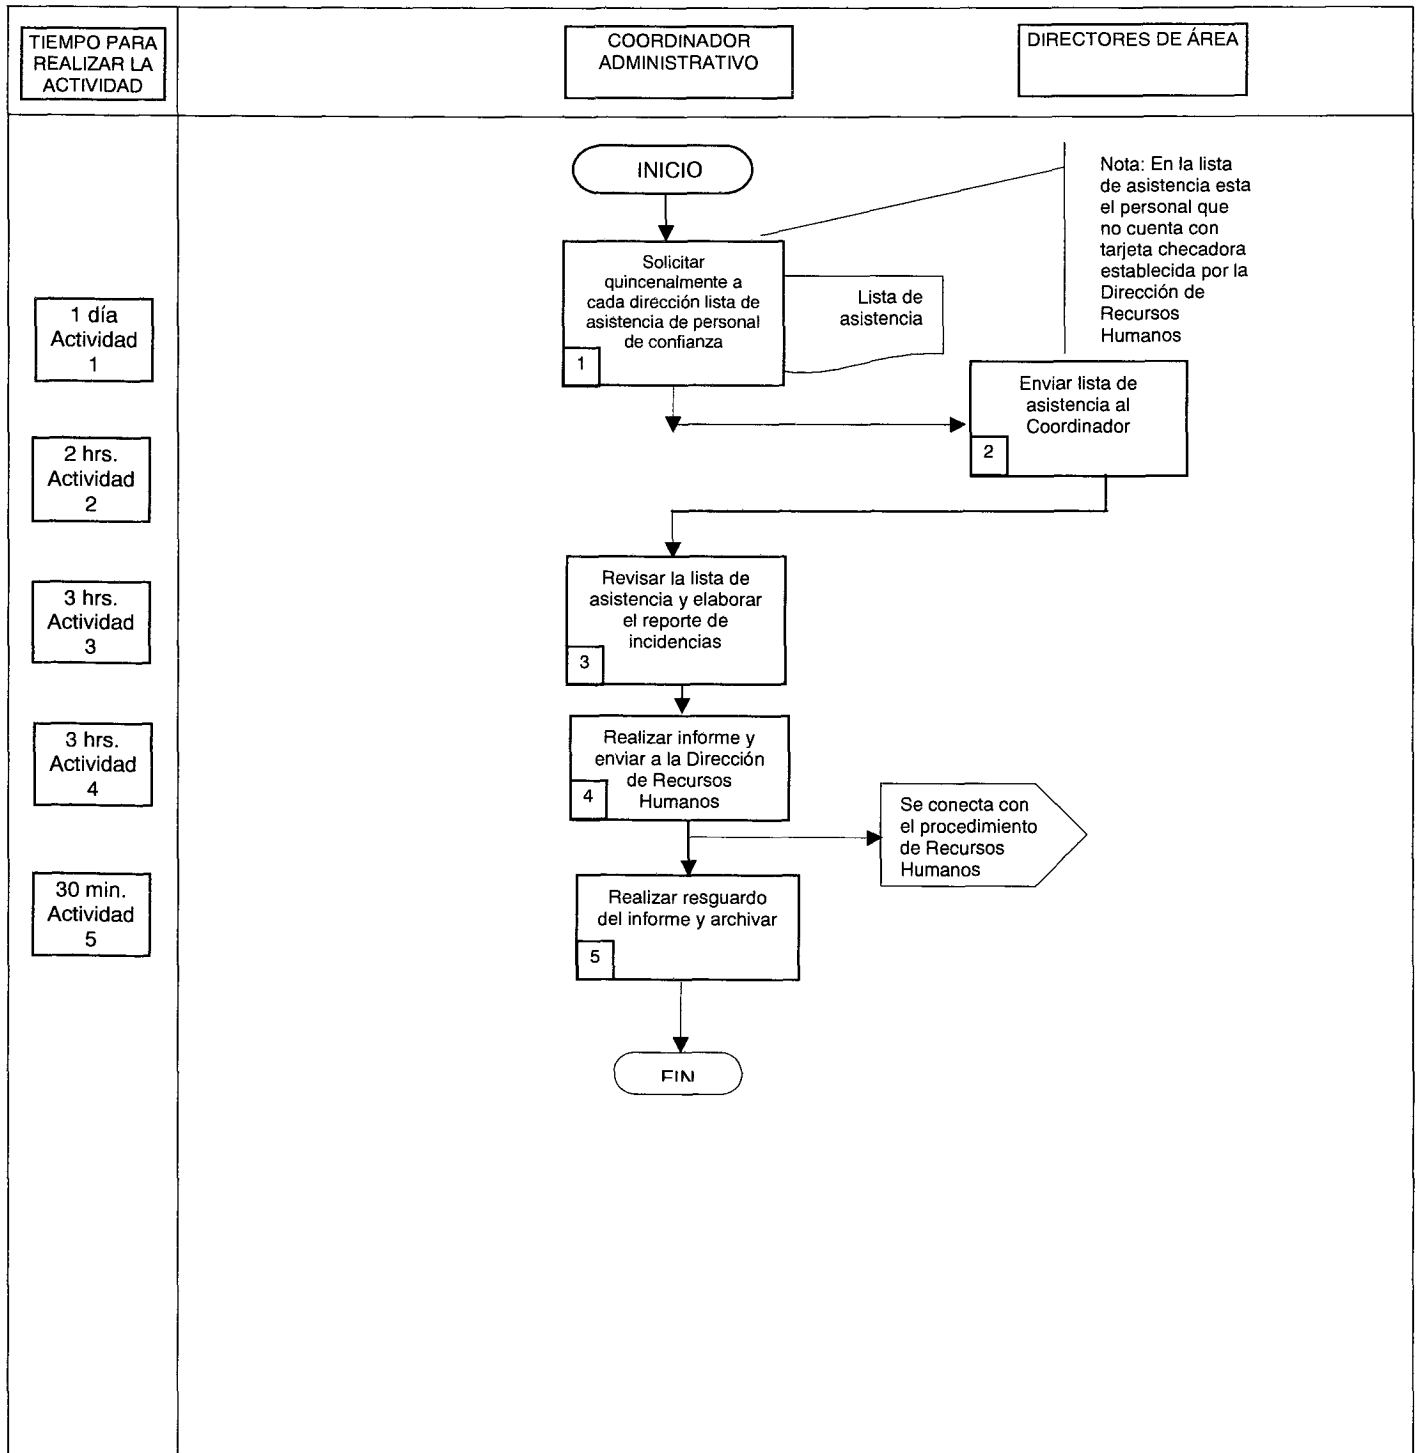 TIEMPO PARA
REALIZAR LA
ACTIVIDAD
COORDINADOR
ADMINISTRATIVO
DIRECTORES DE ÁREA
INICIO
Nota: En la lista
de asistencia esta
el personal que
no cuenta con
tarjeta checadora
establecida por la
Dirección de
Recursos
Humanos
Solicitar
quincenalmente a
cada dirección lista de
asistencia de personal
de confianza
1
Lista de
asistencia
1 día
Actividad
1
Enviar lista de
asistencia al
Coordinador
2
2 hrs.
Actividad
2
Revisar la lista de
asistencia y elaborar
el reporte de
incidencias
3
3 hrs.
Actividad
3
Realizar informe y
enviar a la Dirección
de Recursos
Humanos
4
3 hrs.
Actividad
4
Se conecta con
el procedimiento
de Recursos
Humanos
30 min.
Actividad
5
Realizar resguardo
del informe y archivar
5
FIN